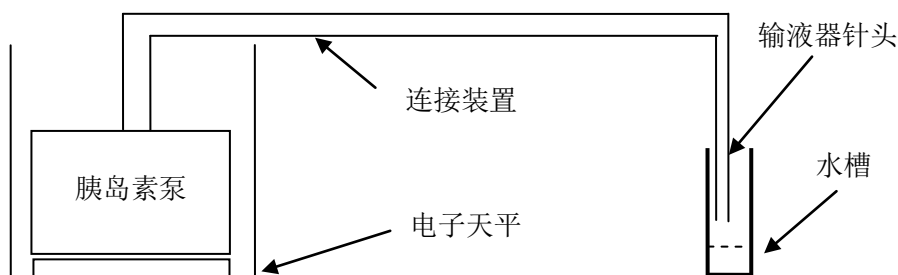 输液器针头
连接装置
水槽
胰岛素泵
电子天平